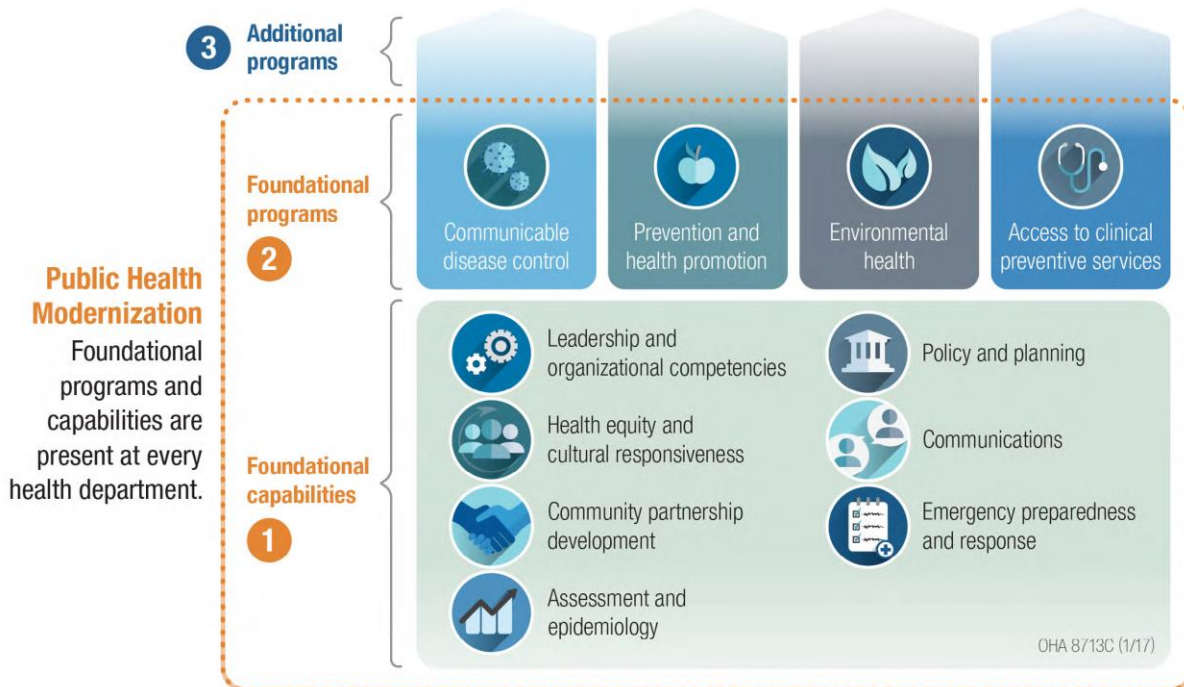 3
Additional
programs
Foundational
programs
2
Communicable
disease control
Prevention and
health promotion
Environmental
health
Access to clinical
preventive services
Public Health
Modernization
Foundational
programs and
capabilities are
present at every
health department.
Foundational
capabilities
1
Leadership and
organizational competencies
Health equity and
cultural responsiveness
Community partnership
development
Assessment and
epidemiology
Policy and planning
Communications
Emergency preparedness
and response
OHA 8713C (1/17)